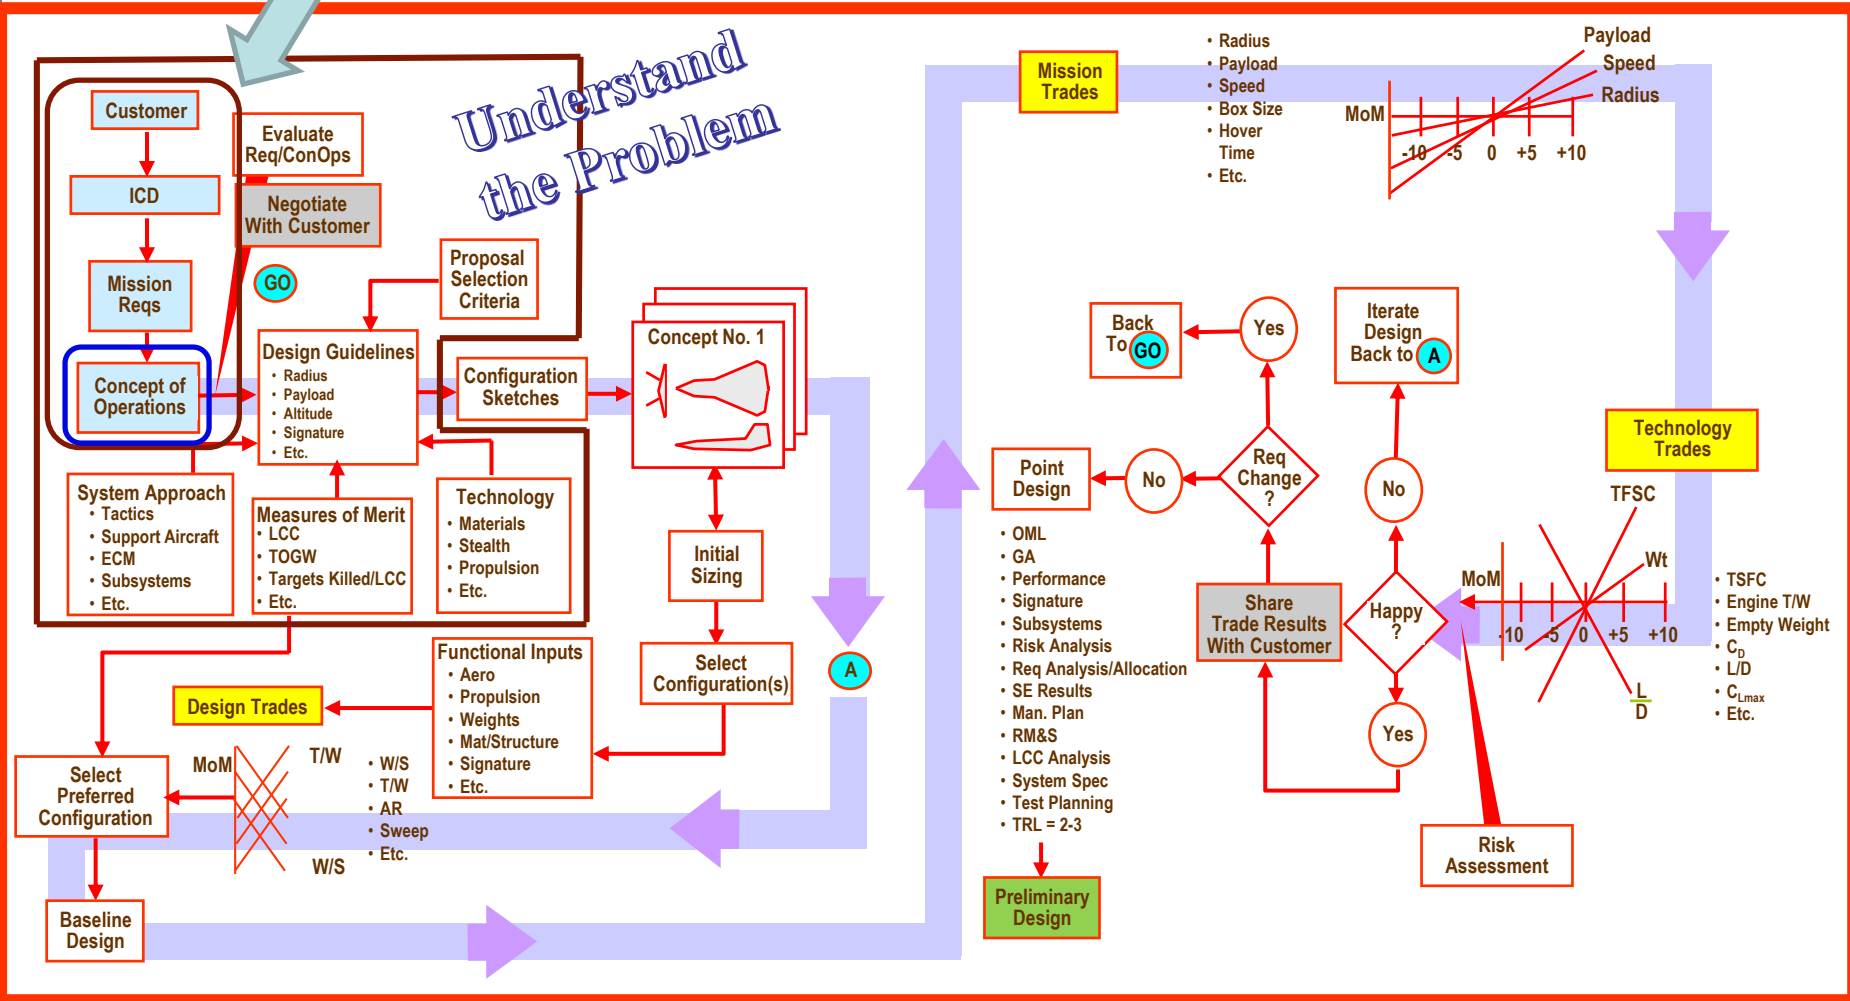 Understand
the Problem
Customer
ICD
Mission
Reqs
Concept of
Operations
Evaluate
Req/ConOps
Negotiate
With Customer
GO
Proposal
Selection
Criteria
Design Guidelines
• Radius
• Payload
• Altitude
• Signature
• Etc.
Configuration
Sketches
Concept No. 1
System Approach
• Tactics
• Support Aircraft
• ECM
• Subsystems
• Etc.
Measures of Merit
• LCC
• TOGW
• Targets Killed/LCC
• Etc.
Technology
• Materials
• Stealth
• Propulsion
• Etc.
Initial
Sizing
Select
Configuration(s)
A
Functional Inputs
• Aero
• Propulsion
• Weights
• Mat/Structure
• Signature
• Etc.
Design Trades
MoM
T/W
W/S
• W/S
• T/W
• AR
• Sweep
• Etc.
Select
Preferred
Configuration
Baseline
Design
Mission
Trades
• Radius
• Payload
• Speed
• Box Size
• Hover
Time
• Etc.
Payload
Speed
Radius
MoM
-10 -5 0 +5 +10
Technology
Trades
TFSC
Wt
MoM
-10 -5 0 +5 +10
L
D
• TSFC
• Engine T/W
• Empty Weight
• CD
• L/D
• CLmax
• Etc.
Risk
Assessment
Happy
?
No
Iterate
Design
Back to A
Yes
Share
Trade Results
With Customer
Req
Change
?
Yes
Back
To GO
No
Point
Design
• OML
• GA
• Performance
• Signature
• Subsystems
• Risk Analysis
• Req Analysis/Allocation
• SE Results
• Man. Plan
• RM&S
• LCC Analysis
• System Spec
• Test Planning
• TRL = 2-3
Preliminary
Design